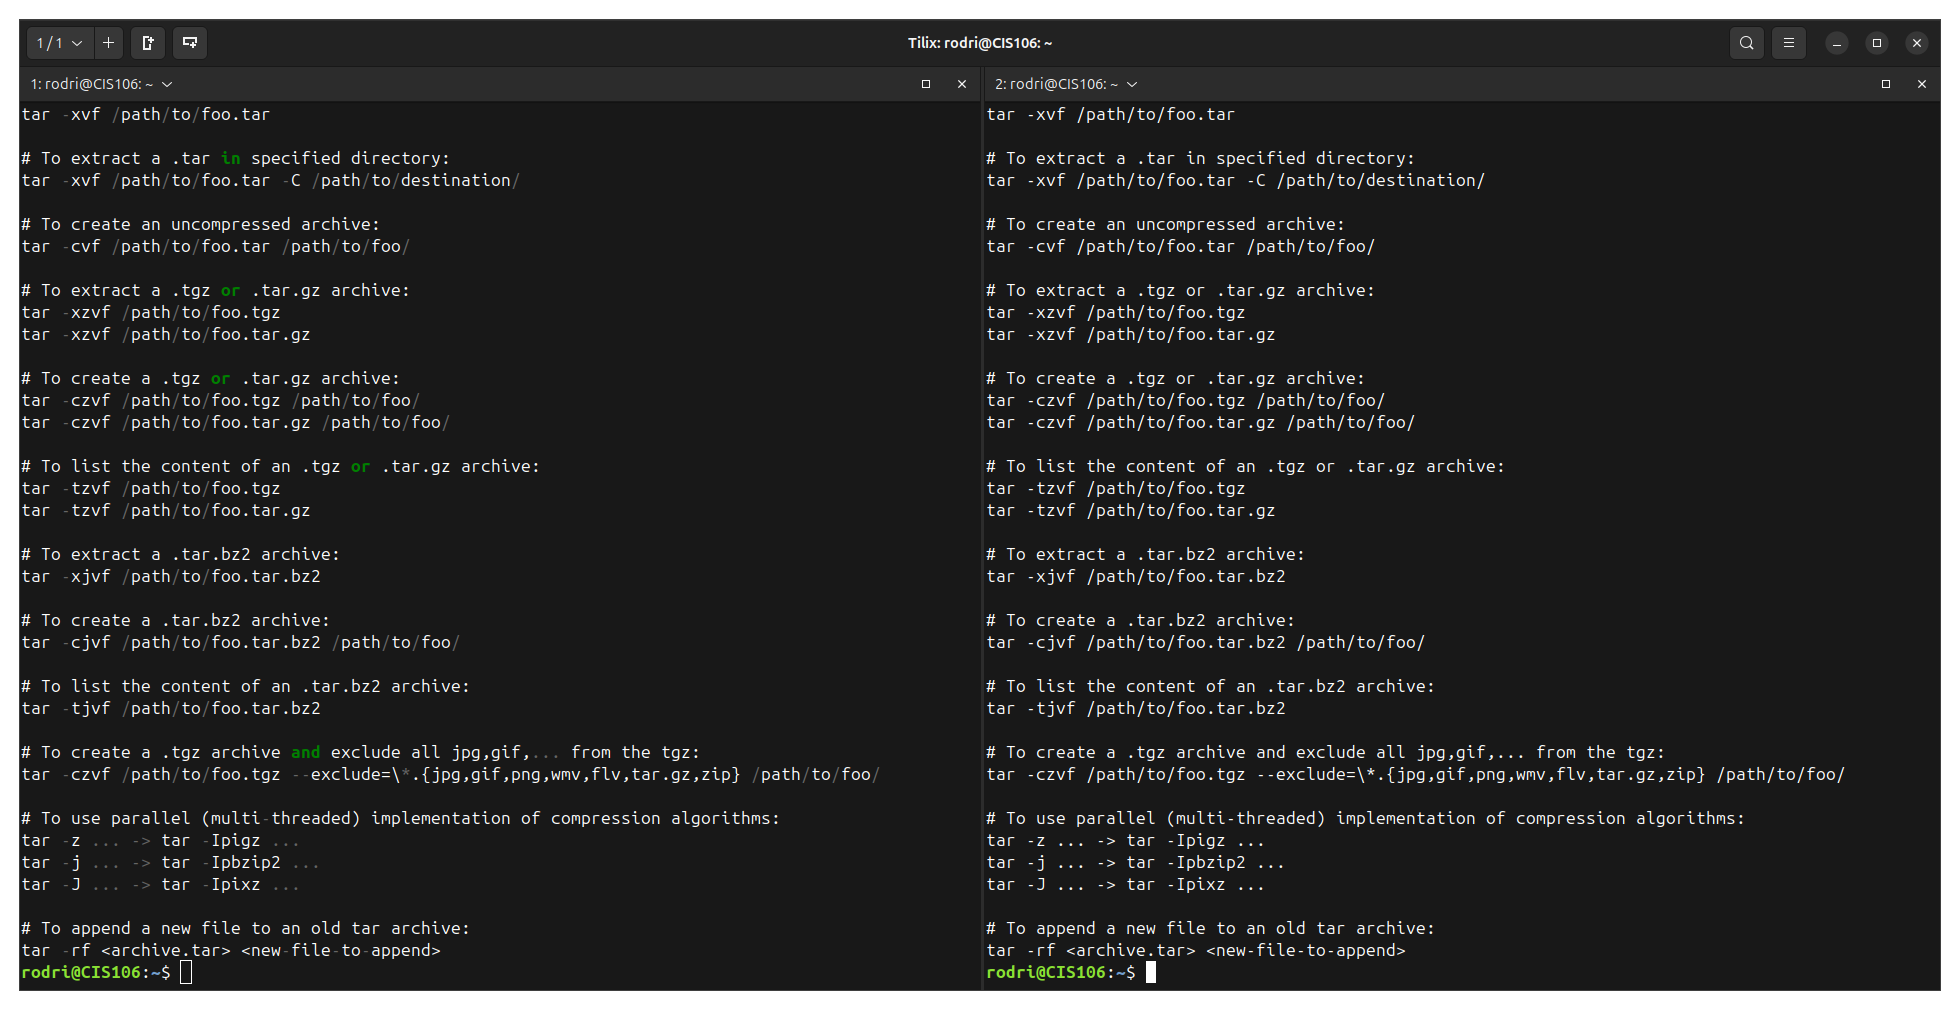 1 / 1
Tilix: rodri@CIS106: ~
1: rodri@CIS106: ~
tar -xvf /path/to/foo.tar
# To extract a .tar in specified directory:
tar -xvf /path/to/foo.tar -C /path/to/destination/
# To create an uncompressed archive:
tar -cvf /path/to/foo.tar /path/to/foo/
# To extract a .tgz or .tar.gz archive:
tar -xzvf /path/to/foo.tgz
tar -xzvf /path/to/foo.tar.gz
# To create a .tgz or .tar.gz archive:
tar -czvf /path/to/foo.tgz /path/to/foo/
tar -czvf /path/to/foo.tar.gz /path/to/foo/
# To list the content of an .tgz or .tar.gz archive:
tar -tzvf /path/to/foo.tgz
tar -tzvf /path/to/foo.tar.gz
# To extract a .tar.bz2 archive:
tar -xjvf /path/to/foo.tar.bz2
# To create a .tar.bz2 archive:
tar -cjvf /path/to/foo.tar.bz2 /path/to/foo/
# To list the content of an .tar.bz2 archive:
tar -tjvf /path/to/foo.tar.bz2
# To create a .tgz archive and exclude all jpg,gif,... from the tgz:
tar -czvf /path/to/foo.tgz --exclude=\*.{jpg,gif,png,wmv,flv,tar.gz,zip} /path/to/foo/
# To use parallel (multi-threaded) implementation of compression algorithms:
tar -z ... -> tar -Ipigz ...
tar -j ... -> tar -Ipbzip2 ...
tar -J ... -> tar -Ipixz ...
# To append a new file to an old tar archive:
tar -rf <archive.tar> <new-file-to-append>
rodri@CIS106:~$
2: rodri@CIS106: ~
tar -xvf /path/to/foo.tar
# To extract a .tar in specified directory:
tar -xvf /path/to/foo.tar -C /path/to/destination/
# To create an uncompressed archive:
tar -cvf /path/to/foo.tar /path/to/foo/
# To extract a .tgz or .tar.gz archive:
tar -xzvf /path/to/foo.tgz
tar -xzvf /path/to/foo.tar.gz
# To create a .tgz or .tar.gz archive:
tar -czvf /path/to/foo.tgz /path/to/foo/
tar -czvf /path/to/foo.tar.gz /path/to/foo/
# To list the content of an .tgz or .tar.gz archive:
tar -tzvf /path/to/foo.tgz
tar -tzvf /path/to/foo.tar.gz
# To extract a .tar.bz2 archive:
tar -xjvf /path/to/foo.tar.bz2
# To create a .tar.bz2 archive:
tar -cjvf /path/to/foo.tar.bz2 /path/to/foo/
# To list the content of an .tar.bz2 archive:
tar -tjvf /path/to/foo.tar.bz2
# To create a .tgz archive and exclude all jpg,gif,... from the tgz:
tar -czvf /path/to/foo.tgz --exclude=\*.{jpg,gif,png,wmv,flv,tar.gz,zip} /path/to/foo/
# To use parallel (multi-threaded) implementation of compression algorithms:
tar -z ... -> tar -Ipigz ...
tar -j ... -> tar -Ipbzip2 ...
tar -J ... -> tar -Ipixz ...
# To append a new file to an old tar archive:
tar -rf <archive.tar> <new-file-to-append>
rodri@CIS106:~$